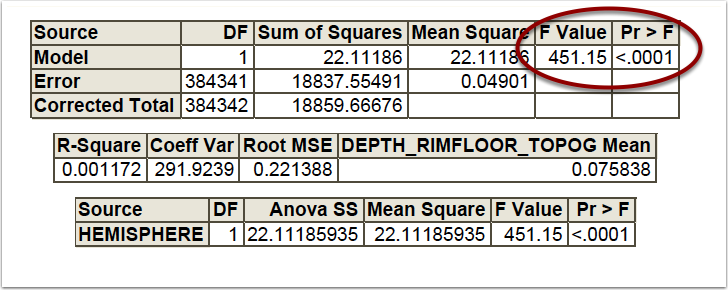 Source DF Sum of Squares Mean Square F Value Pr > F
Model 1 22.11186 22.11186 451.15 <.0001
Error 384341 18837.55491 0.04901
Corrected Total 384342 18859.66676
R-Square Coeff Var Root MSE DEPTH_RIMFLOOR_TOPOG Mean
0.001172 291.9239 0.221388 0.075838
Source DF Anova SS Mean Square F Value Pr > F
HEMISPHERE 1 22.11185935 22.11185935 451.15 <.0001